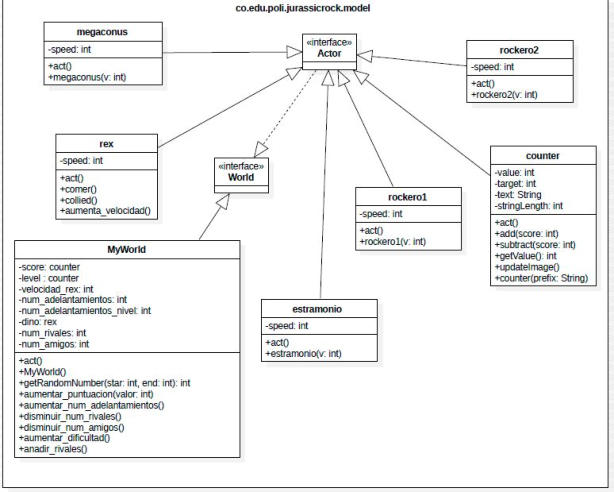 co.edu.poli.jurassicrock.model
megaconus
-speed: int
+act()
+megaconus(v: int)
«interface»
Actor
rockero2
-speed: int
+act()
+rockero2(v: int)
rex
-speed: int
+act()
+comer()
+collied()
+aumenta_velocidad()
«interface»
World
counter
-value: int
-target: int
-text: String
-stringLength: int
+act()
+add(score: int)
+subtract(score: int)
+getValue(): int
+updateImage()
+counter(prefix: String)
rockero1
-speed: int
+act()
+rockero1(v: int)
MyWorld
-score: counter
-level : counter
-velocidad_rex: int
-num_adelantamientos: int
-num_adelantamientos_nivel: int
-dino: rex
-num_rivales: int
-num_amigos: int
+act()
+MyWorld()
+getRandomNumber(star: int, end: int): int
+aumentar_puntuacion(valor: int)
+aumentar_num_adelantamientos()
+disminuir_num_rivales()
+disminuir_num_amigos()
+aumentar_dificultad()
+anadir_rivales()
estramonio
-speed: int
+act()
+estramonio(v: int)